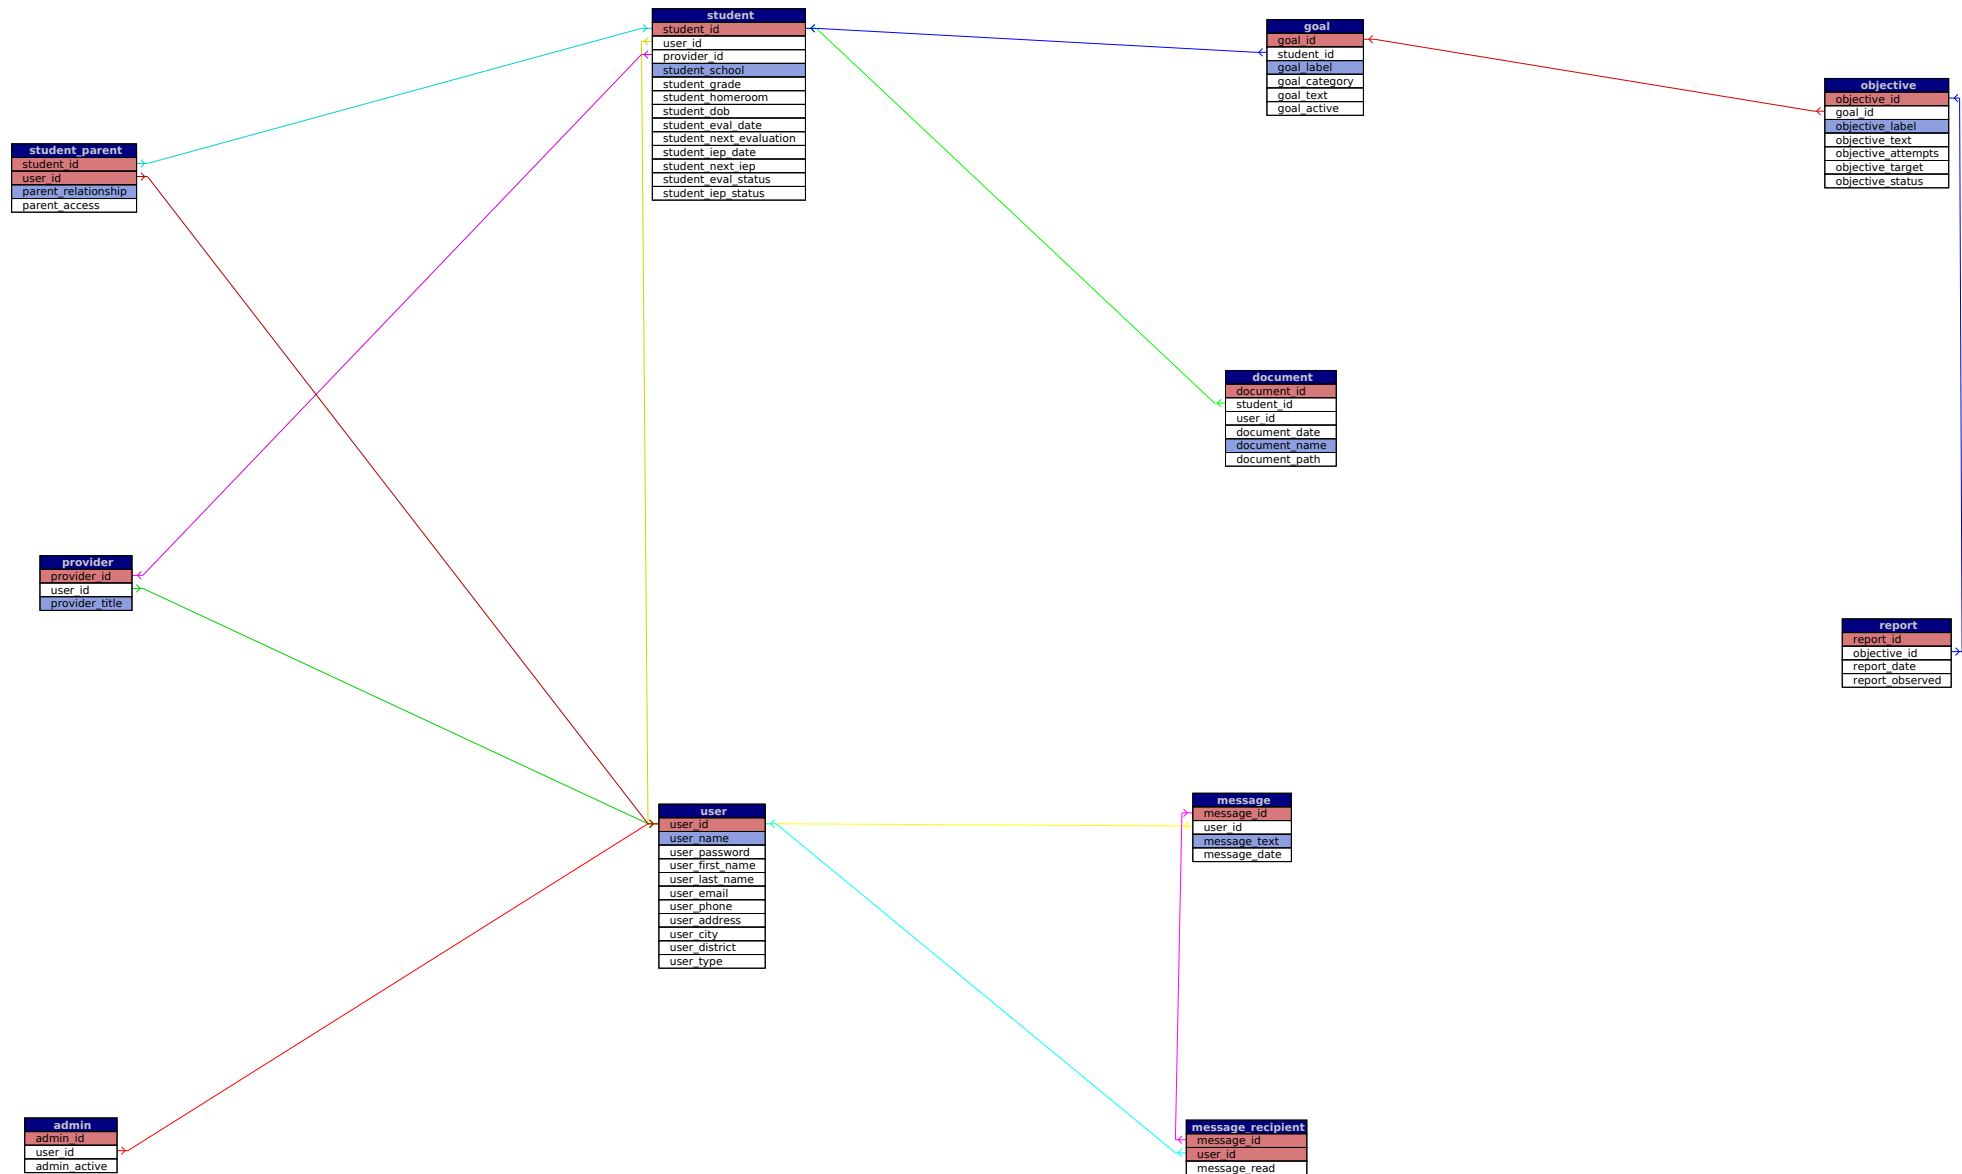 student
student_id
user_id
provider_id
student_school
student_grade
student_homeroom
student_dob
student_eval_date
student_next_evaluation
student_iep_date
student_next_iep
student_eval_status
student_iep_status
goal
goal_id
student_id
goal_label
goal_category
goal_text
goal_active
objective
objective_id
goal_id
objective_label
objective_text
objective_attempts
objective_target
objective_status
student_parent
student_id
user_id
parent_relationship
parent_access
document
document_id
student_id
user_id
document_date
document_name
document_path
provider
provider_id
user_id
provider_title
report
report_id
objective_id
report_date
report_observed
user
user_id
user_name
user_password
user_first_name
user_last_name
user_email
user_phone
user_address
user_city
user_district
user_type
message
message_id
user_id
message_text
message_date
admin
admin_id
user_id
admin_active
message_recipient
message_id
user_id
message_read